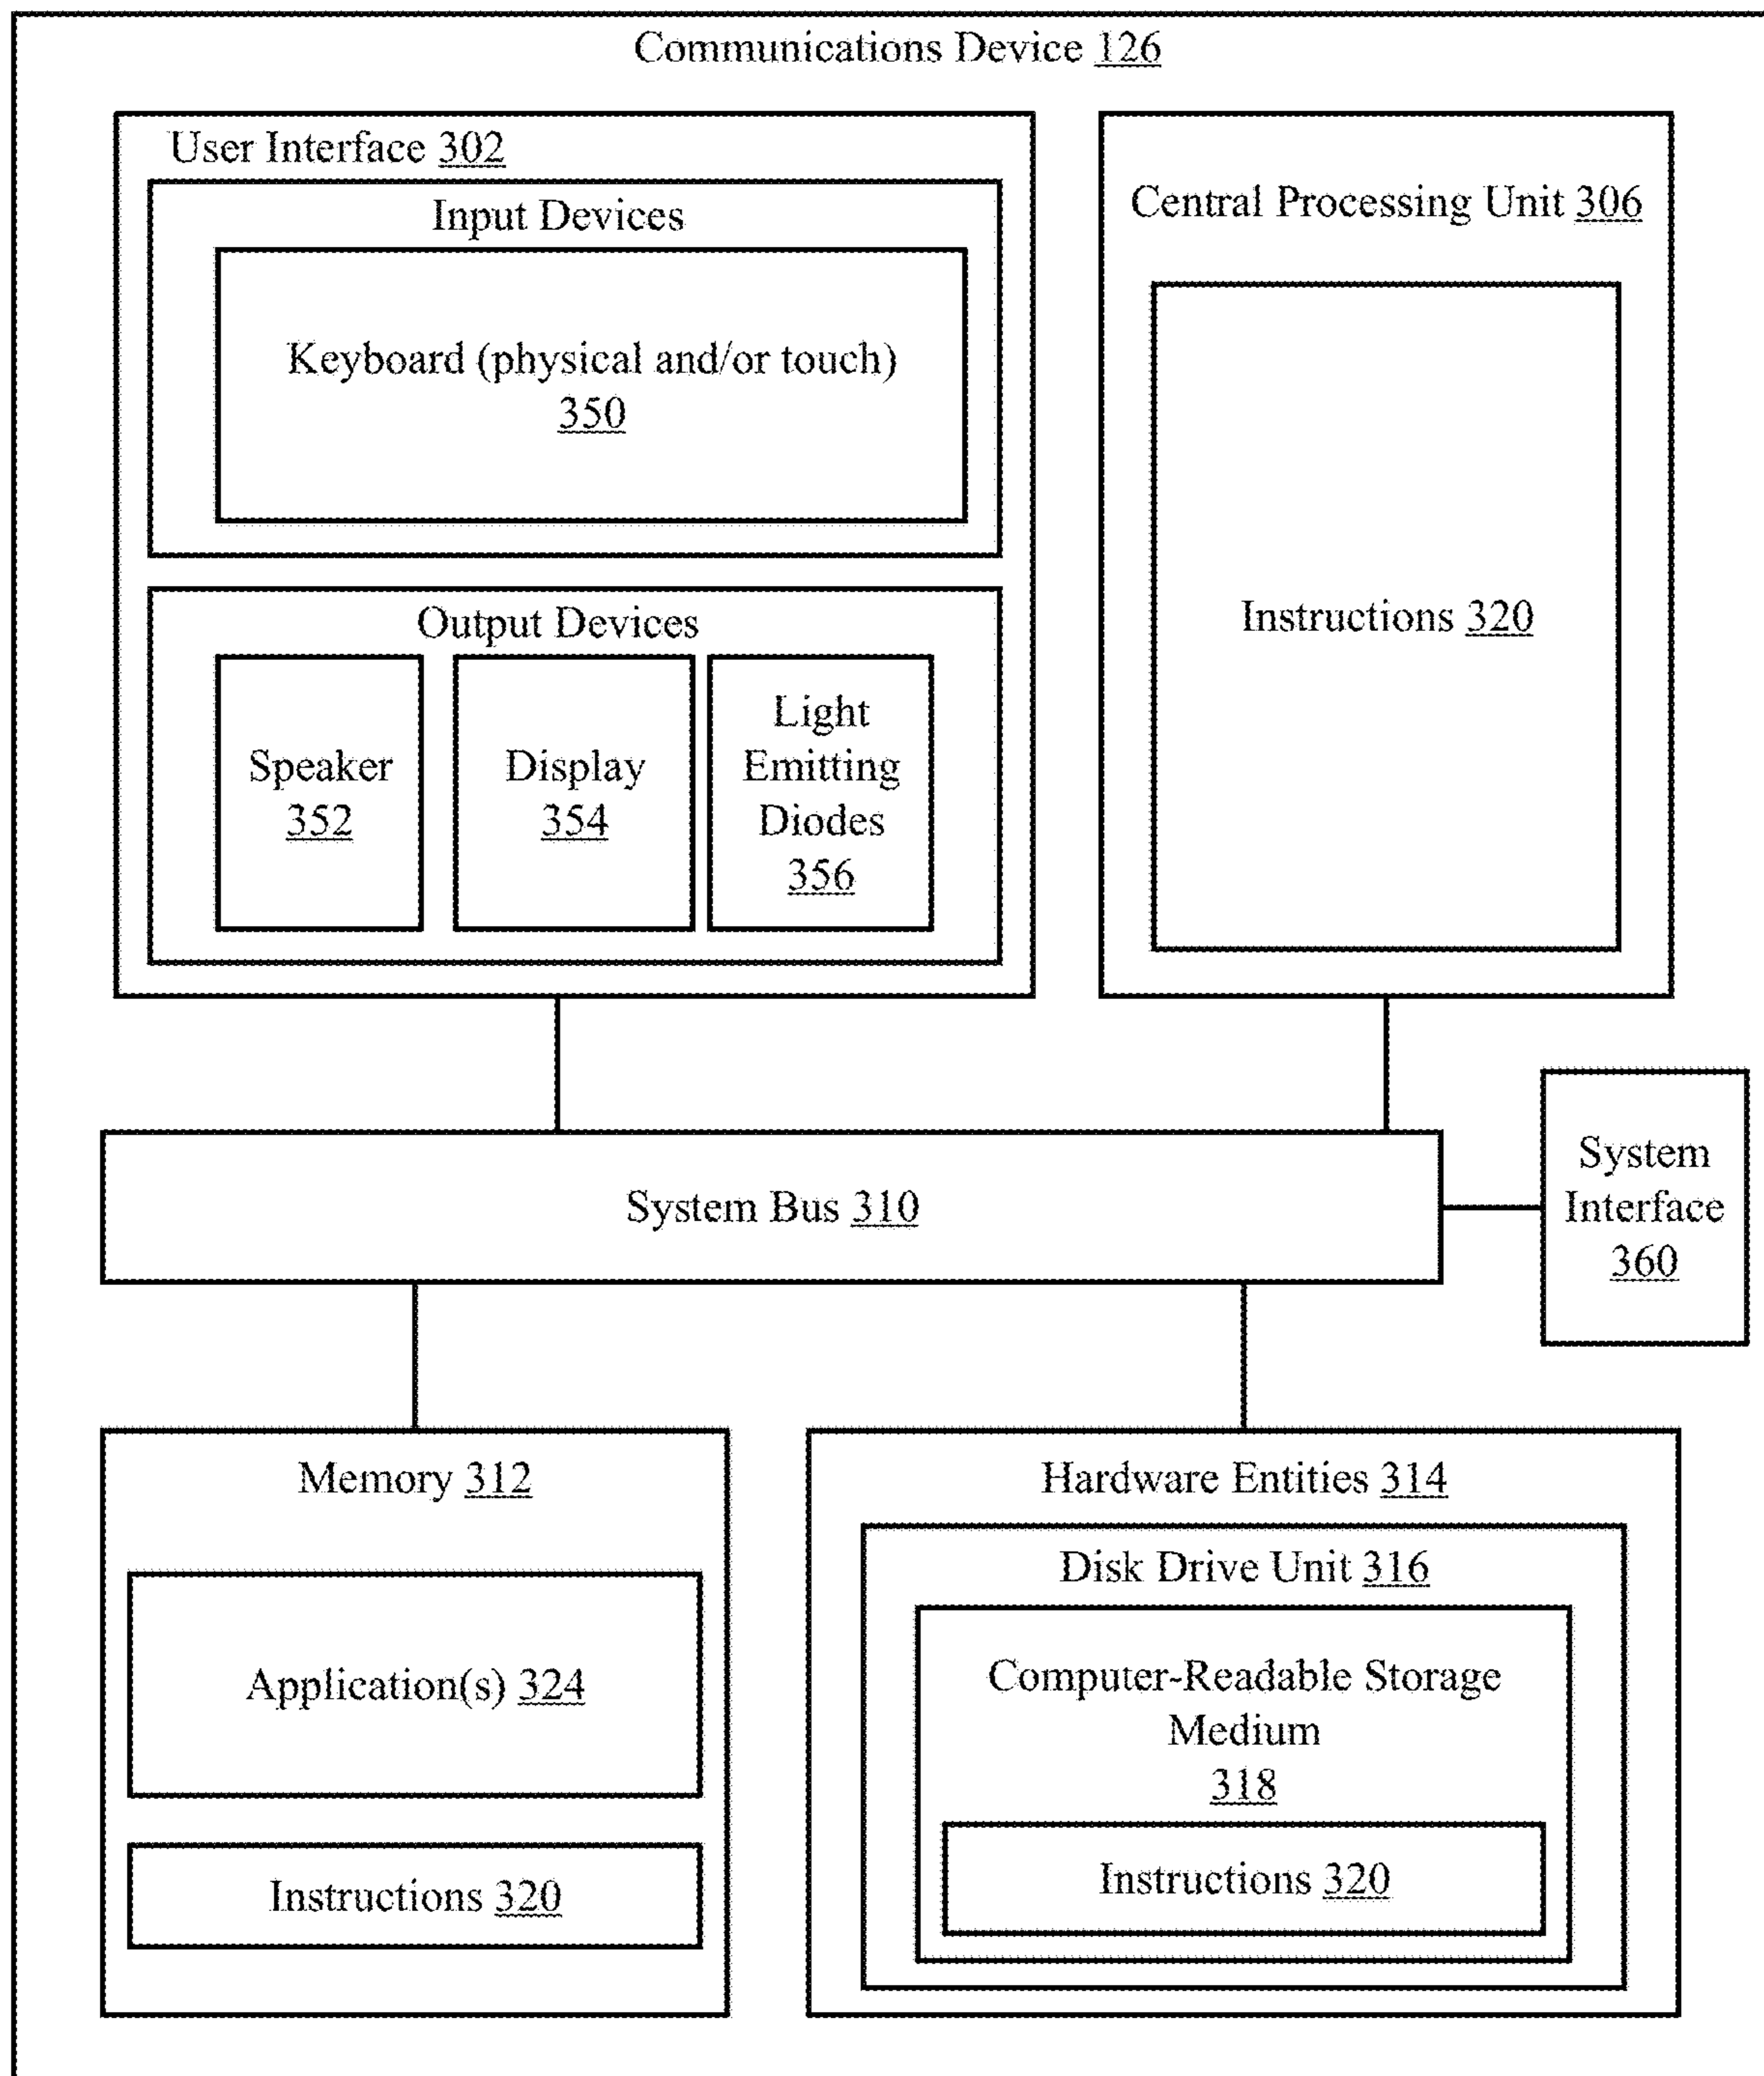 Communications Device 126
User Interface 302
Input Devices
Keyboard (physical and/or touch)
350
Output Devices
Speaker
352
Display
354
Light
Emitting
Diodes
356
Central Processing Unit 306
Instructions 320
System Bus 310
System
Interface
360
Memory 312
Application(s) 324
Instructions 320
Hardware Entities 314
Disk Drive Unit 316
Computer-Readable Storage
Medium
318
Instructions 320